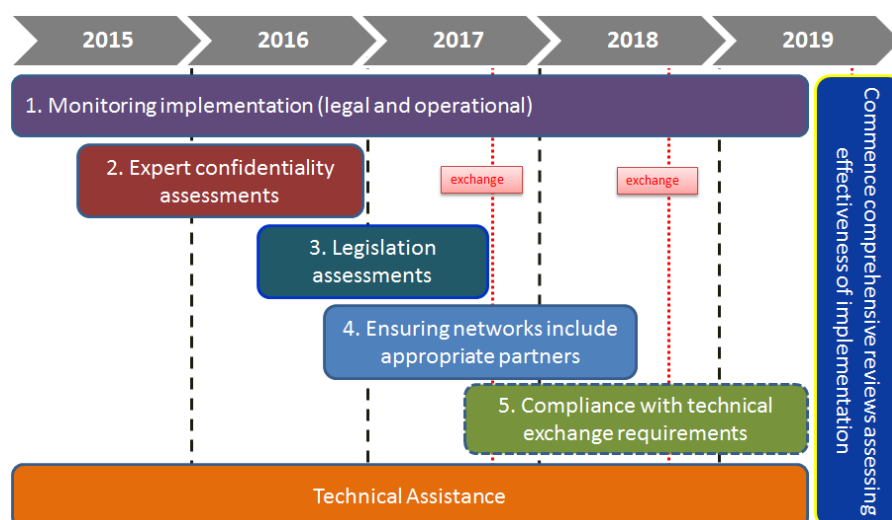 2015 2016 2017 2018 2019
1. Monitoring implementation (legal and operational)
2. Expert confidentiality
assessments
exchange
exchange
3. Legislation
assessments
4. Ensuring networks include
appropriate partners
5. Compliance with technical
exchange requirements
Technical Assistance
Commence comprehensive reviews assessing
effectiveness of implementation